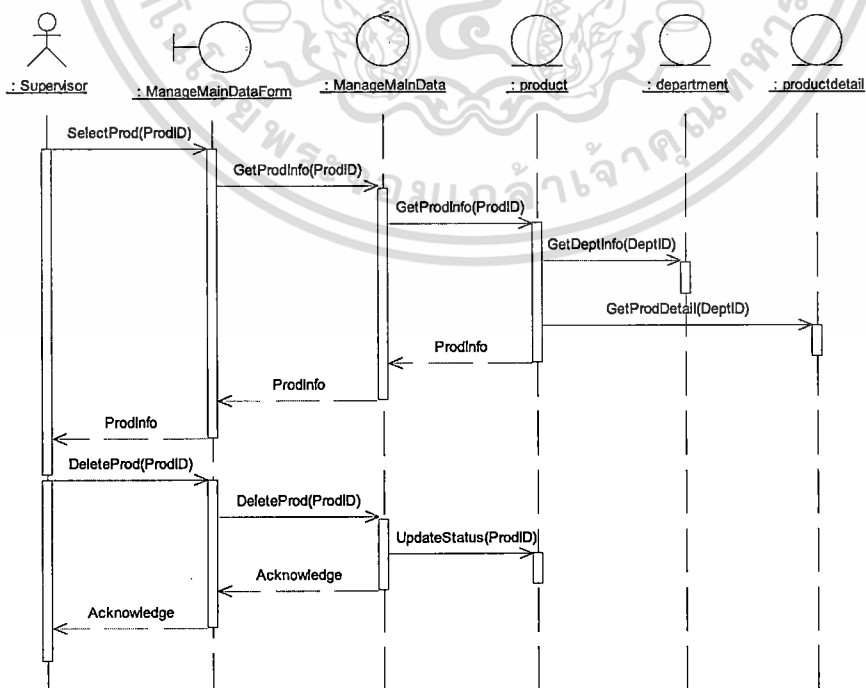 : Supervisor
: ManageMainDataForm
: ManageMainData
: product
: department
: productdetail
SelectProd(ProdID)
GetProdInfo(ProdID)
GetProdInfo(ProdID)
GetDeptInfo(DeptID)
GetProdDetail(DeptID)
ProdInfo
ProdInfo
ProdInfo
DeleteProd(ProdID)
DeleteProd(ProdID)
UpdateStatus(ProdID)
Acknowledge
Acknowledge